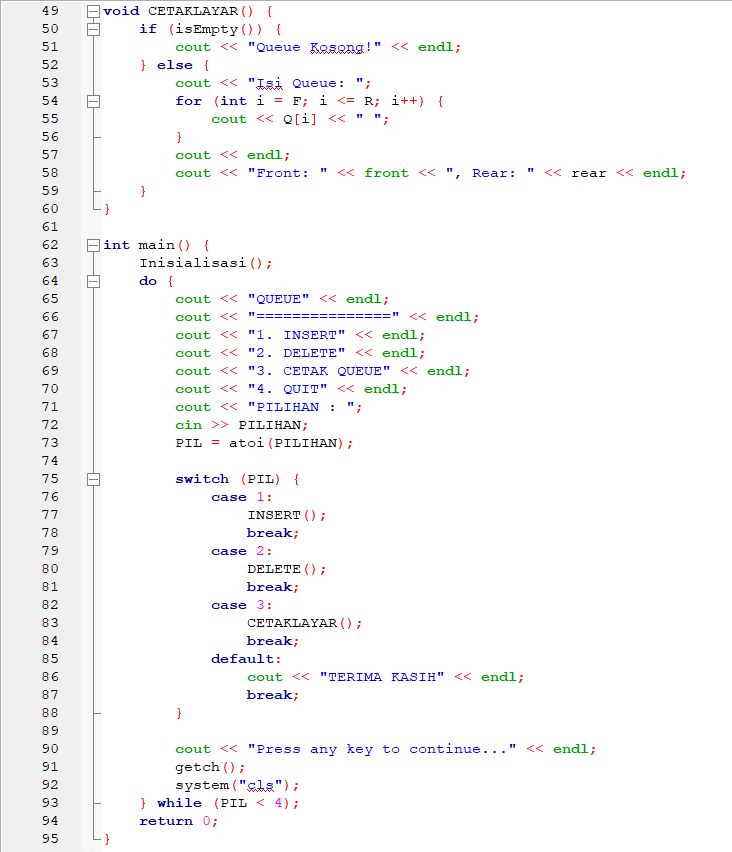 49 void CETAKLAYAR() {
50     if (isEmpty()) {
51         cout << "Queue Kosong!" << endl;
52     } else {
53         cout << "Isi Queue: ";
54         for (int i = F; i <= R; i++) {
55             cout << Q[i] << " ";
56         }
57         cout << endl;
58         cout << "Front: " << front << ", Rear: " << rear << endl;
59     }
60 }
61
62 int main() {
63     Inisialisasi();
64     do {
65         cout << "QUEUE" << endl;
66         cout << "===============" << endl;
67         cout << "1. INSERT" << endl;
68         cout << "2. DELETE" << endl;
69         cout << "3. CETAK QUEUE" << endl;
70         cout << "4. QUIT" << endl;
71         cout << "PILIHAN : ";
72         cin >> PILIHAN;
73         PIL = atoi(PILIHAN);
74
75         switch (PIL) {
76             case 1:
77                 INSERT();
78                 break;
79             case 2:
80                 DELETE();
81                 break;
82             case 3:
83                 CETAKLAYAR();
84                 break;
85             default:
86                 cout << "TERIMA KASIH" << endl;
87                 break;
88         }
89
90         cout << "Press any key to continue..." << endl;
91         getch();
92         system("cls");
93     } while (PIL < 4);
94     return 0;
95 }